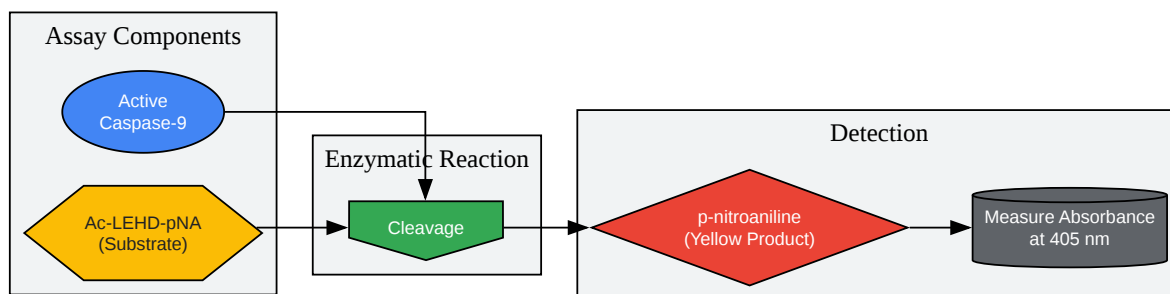 Assay Components
Active
Caspase-9
Ac-LEHD-pNA
(Substrate)
Enzymatic Reaction
Cleavage
Detection
p-nitroaniline
(Yellow Product)
Measure Absorbance
at 405 nm